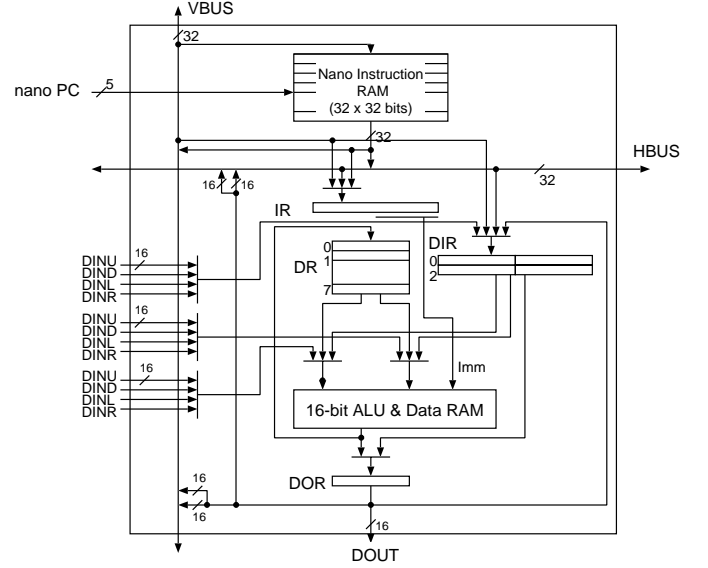 VBUS
32
nano PC
5
Nano Instruction
RAM
(32 x 32 bits)
32
HBUS
32
16
16
IR
DINU
DIND
DINL
DINR
16
DR
0
1
7
DIR
0
2
DINU
DIND
DINL
DINR
16
Imm
DINU
DIND
DINL
DINR
16
16-bit ALU & Data RAM
DOR
16
16
16
DOUT